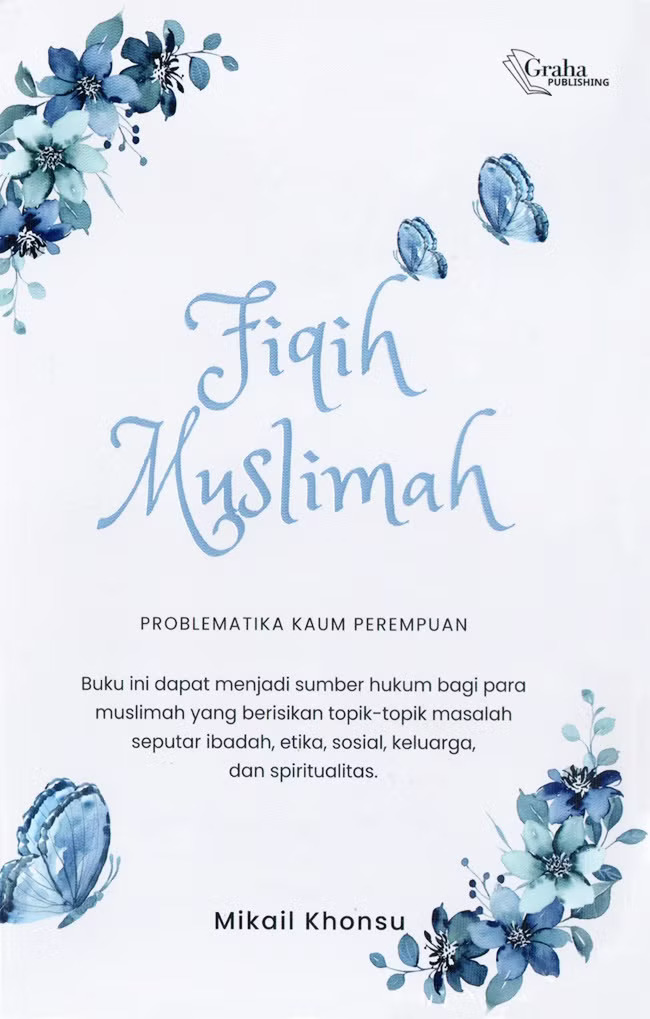 Graha
PUBLISHING
Fiqih
Muslimah
PROBLEMATIKA KAUM PEREMPUAN
Buku ini dapat menjadi sumber hukum bagi para
muslimah yang berisikan topik-topik masalah
seputar ibadah, etika, sosial, keluarga,
dan spiritualitas.
Mikail Khonsu